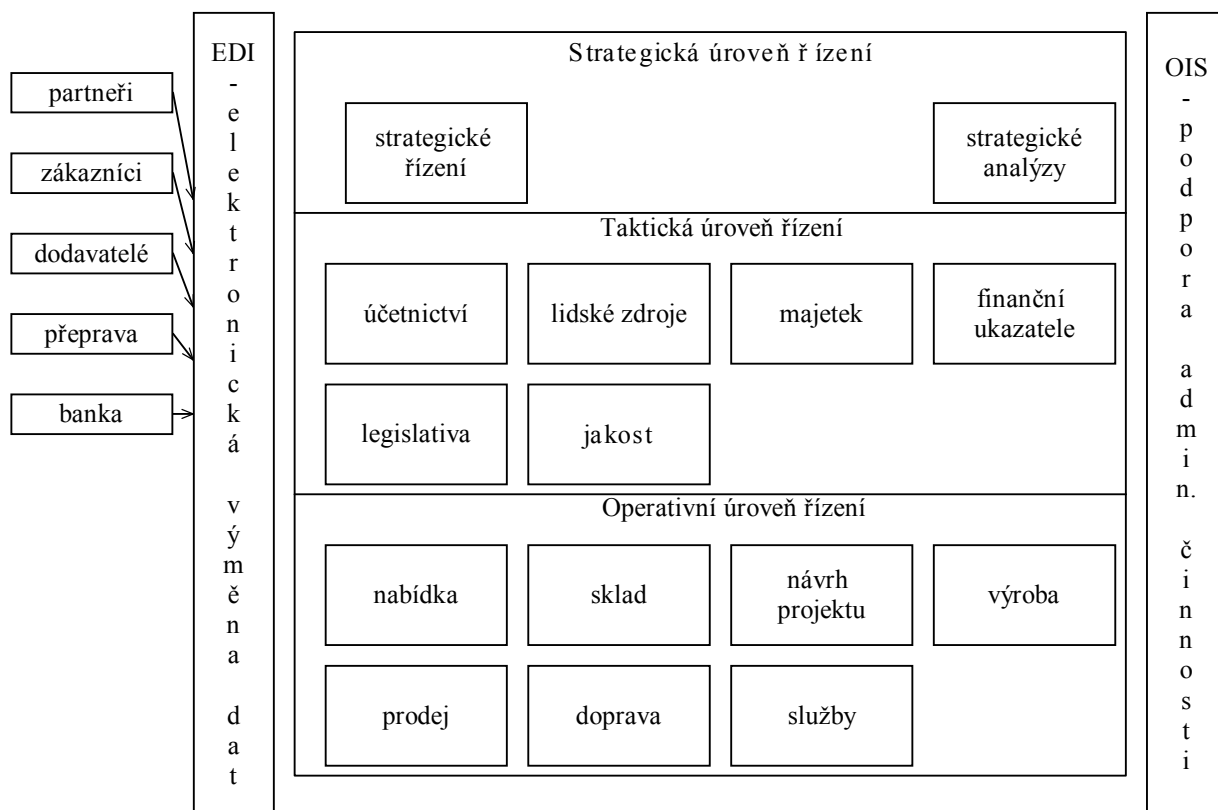 partneři
zákazníci
dodavatelé
přeprava
banka
EDI
- elektronická výměna dat
Strategická úroveň řízení
strategické
řízení
strategické
analýzy
Taktická úroveň řízení
účetnictví
lidské zdroje
majetek
finanční
ukazatele
legislativa
jakost
Operativní úroveň řízení
nabídka
sklad
návrh
projektu
výroba
prodej
doprava
služby
OIS
- podpora admin. činnosti